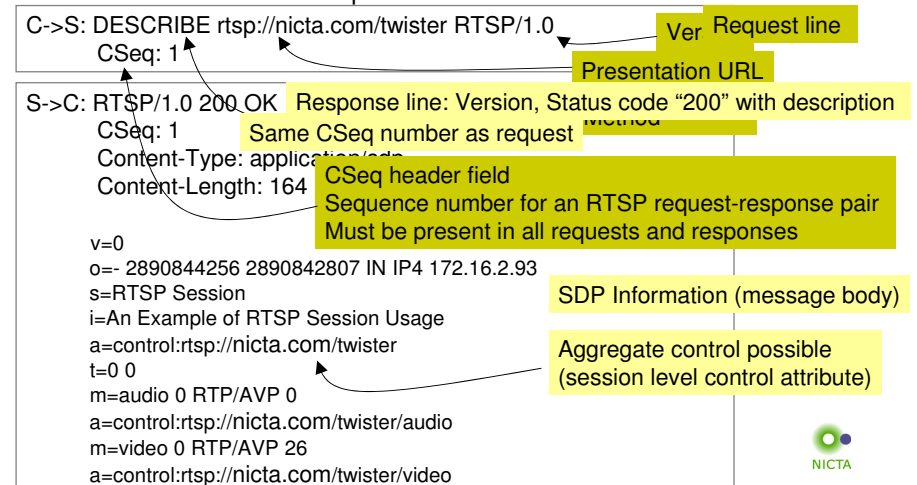 C->S: DESCRIBE rtsp://nicta.com/twister RTSP/1.0
CSeq: 1
Request line
Presentation URL
S->C: RTSP/1.0 200 OK
Response line: Version, Status code “200” with description
CSeq: 1
Same CSeq number as request
Content-Type:
Content-Length: 164
CSeq header field
Sequence number for an RTSP request-response pair
Must be present in all requests and responses
v=0
o=- 2890844256 2890842807 IN IP4 172.16.2.93
s=RTSP Session
SDP Information (message body)
i=An Example of RTSP Session Usage
a=control:rtsp://nicta.com/twister
Aggregate control possible
(session level control attribute)
t=0 0
m=audio 0 RTP/AVP 0
a=control:rtsp://nicta.com/twister/audio
m=video 0 RTP/AVP 26
a=control:rtsp://nicta.com/twister/video
NICTA